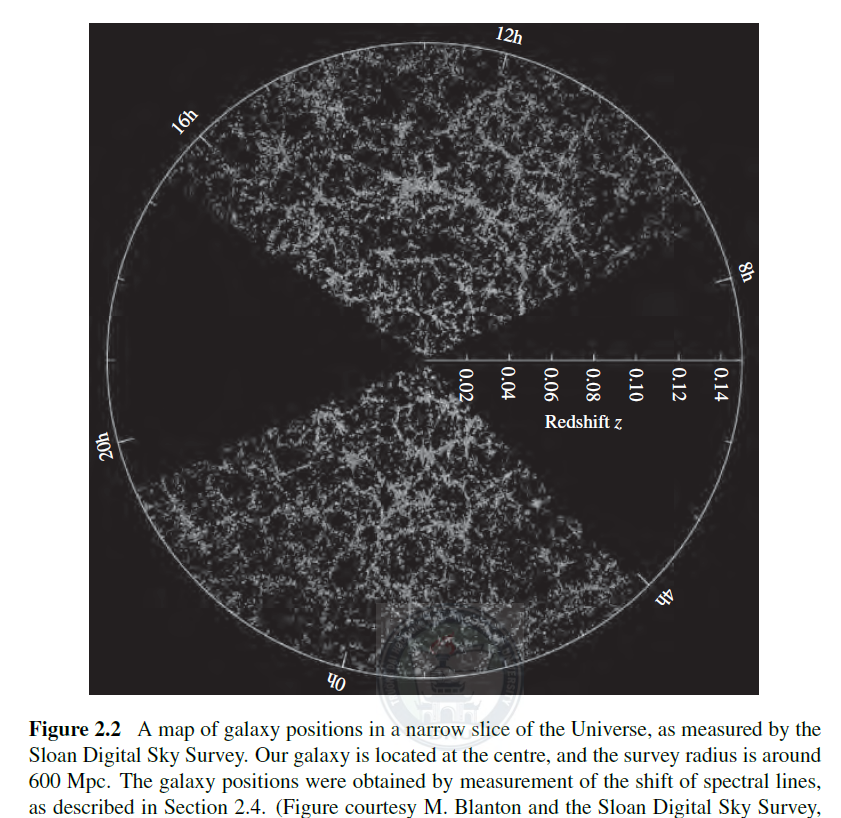 12h
16h
8h
0.02
0.04
0.06
0.08
0.10
0.12
0.14
Redshift z
20h
4h
0h
Figure 2.2 A map of galaxy positions in a narrow slice of the Universe, as measured by the
Sloan Digital Sky Survey. Our galaxy is located at the centre, and the survey radius is around
600 Mpc. The galaxy positions were obtained by measurement of the shift of spectral lines,
as described in Section 2.4. (Figure courtesy M. Blanton and the Sloan Digital Sky Survey,